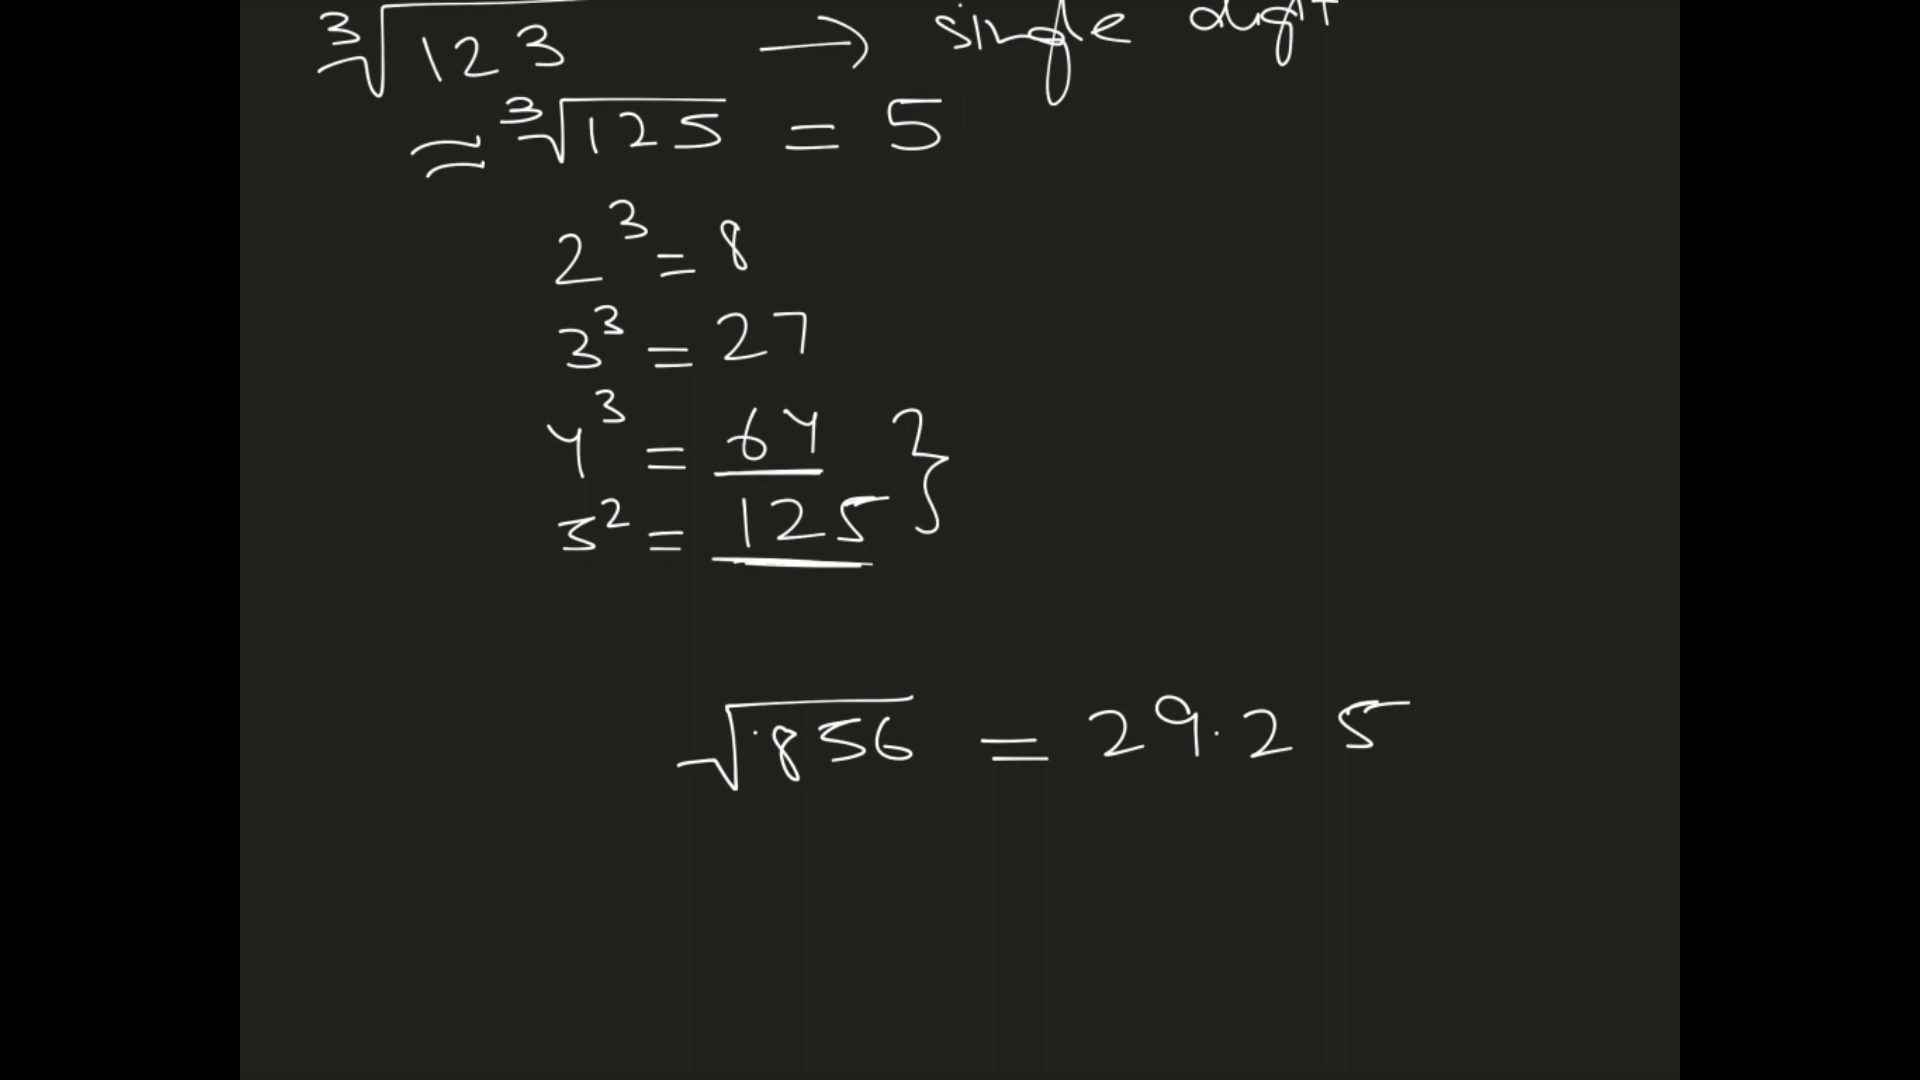 ∛123 → single digit
≈ ∛125 = 5
2³ = 8
3³ = 27
4³ = 64 }
5² = 125
√856 = 29.25